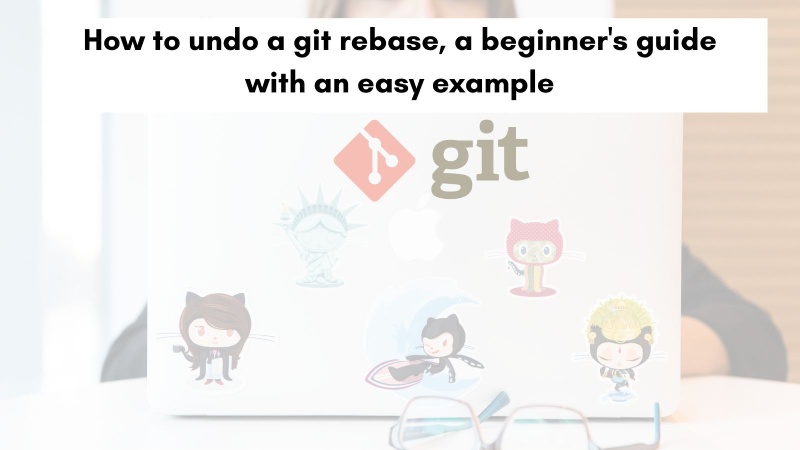 How to undo a git rebase, a beginner's guide
with an easy example
git